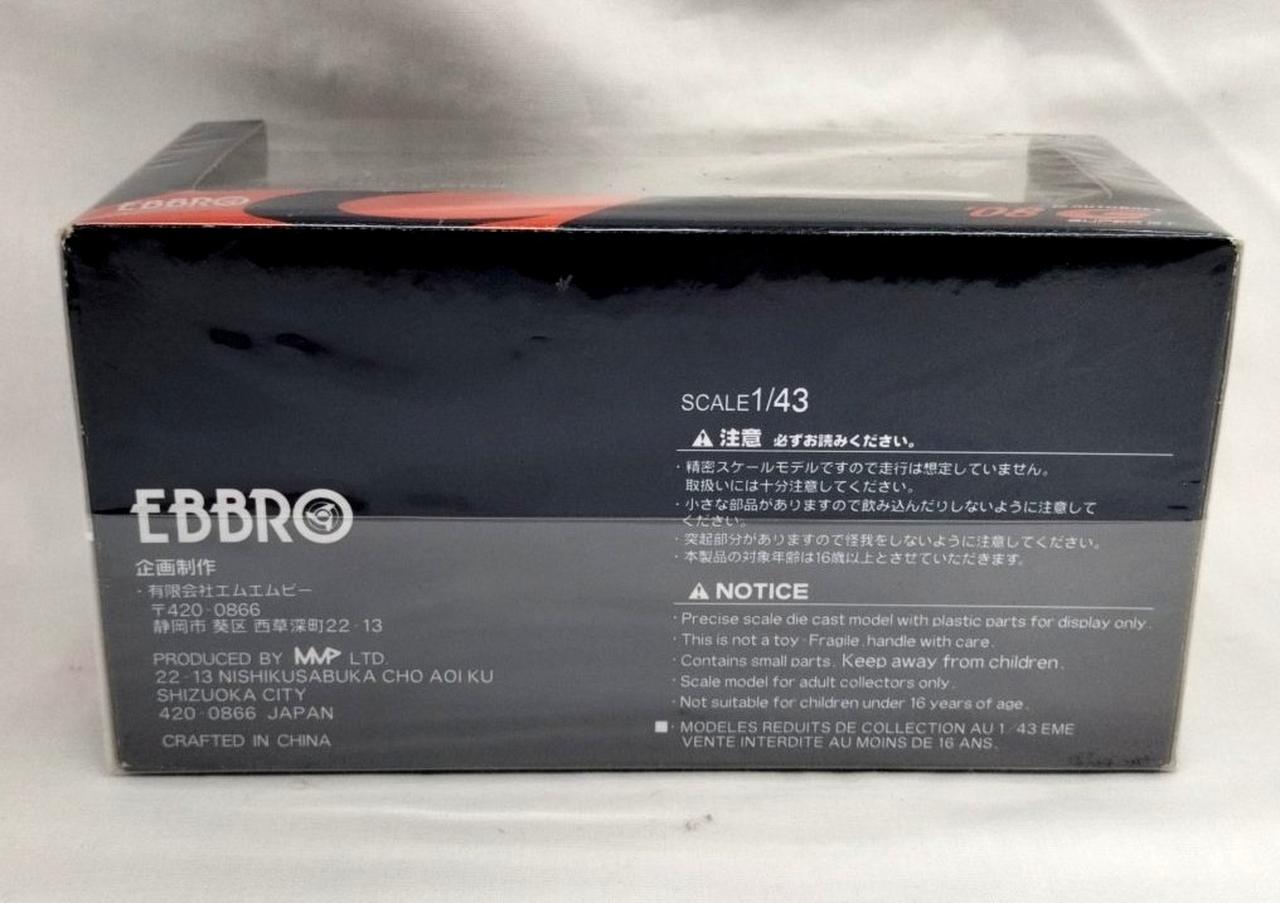 EBBRO
'08
EBBRO
企画制作
・有限会社エムエムピー
〒420-0866
静岡市 葵区 西草深町22-13
PRODUCED BY MMP LTD.
22-13 NISHIKUSABUKA CHO AOI KU
SHIZUOKA CITY
420-0866 JAPAN
CRAFTED IN CHINA
SCALE1/43
注意 必ずお読みください。
・精密スケールモデルですので走行は想定していません。
取扱いには十分注意してください。
・小さな部品がありますので飲み込んだりしないように注意して
ください。
・突起部分がありますので怪我をしないように注意してください。
・本製品の対象年齢は16歳以上とさせていただきます。
NOTICE
・Precise scale die cast model with plastic parts for display only.
・This is not a toy・Fragile, handle with care.
・Contains small parts. Keep away from children.
・Scale model for adult collectors only.
・Not suitable for children under 16 years of age.
■・MODELES REDUITS DE COLLECTION AU 1/43 EME
VENTE INTERDITE AU MOINS DE 16 ANS.